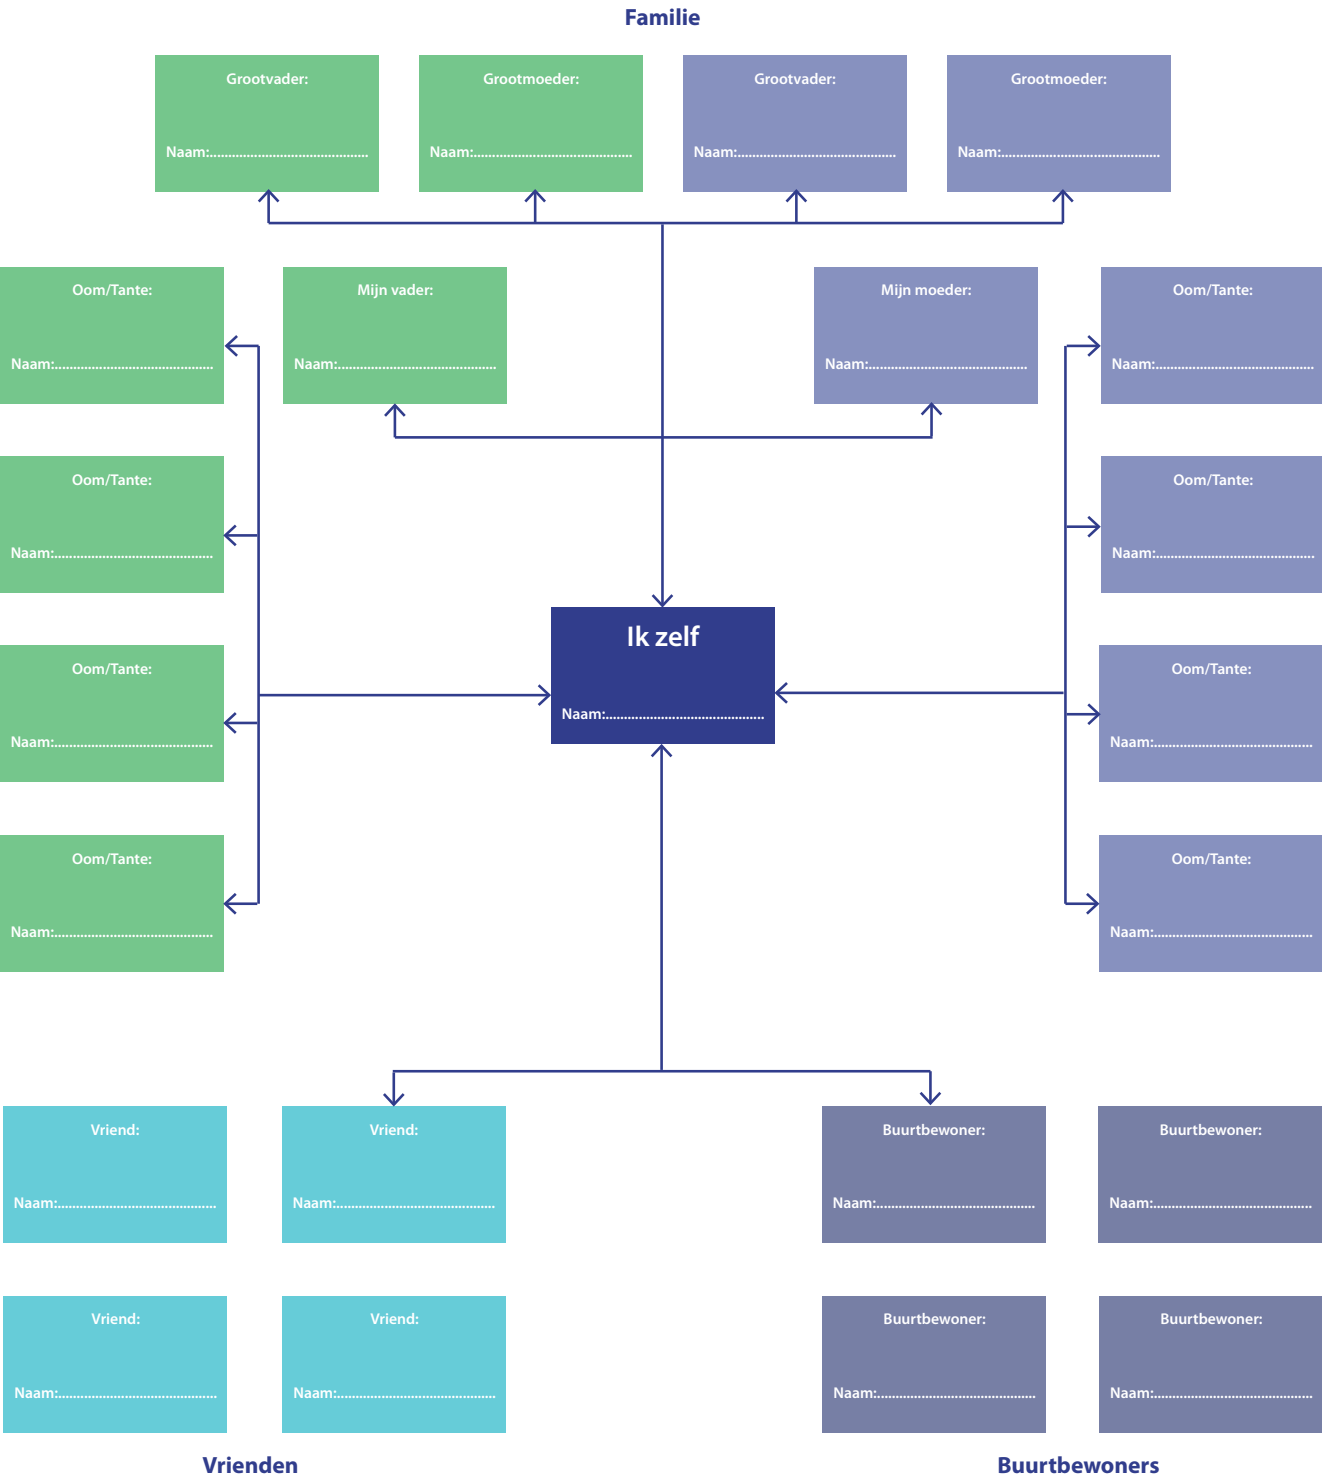 Familie
Grootvader:
Naam:...........................................
Grootmoeder:
Naam:...........................................
Grootvader:
Naam:...........................................
Grootmoeder:
Naam:...........................................
Oom/Tante:
Naam:...........................................
Mijn vader:
Naam:...........................................
Mijn moeder:
Naam:...........................................
Oom/Tante:
Naam:...........................................
Oom/Tante:
Naam:...........................................
Oom/Tante:
Naam:...........................................
Ik zelf
Naam:...........................................
Oom/Tante:
Naam:...........................................
Oom/Tante:
Naam:...........................................
Oom/Tante:
Naam:...........................................
Oom/Tante:
Naam:...........................................
Vriend:
Naam:...........................................
Vriend:
Naam:...........................................
Buurtbewoner:
Naam:...........................................
Buurtbewoner:
Naam:...........................................
Vriend:
Naam:...........................................
Vriend:
Naam:...........................................
Buurtbewoner:
Naam:...........................................
Buurtbewoner:
Naam:...........................................
Vrienden
Buurtbewoners